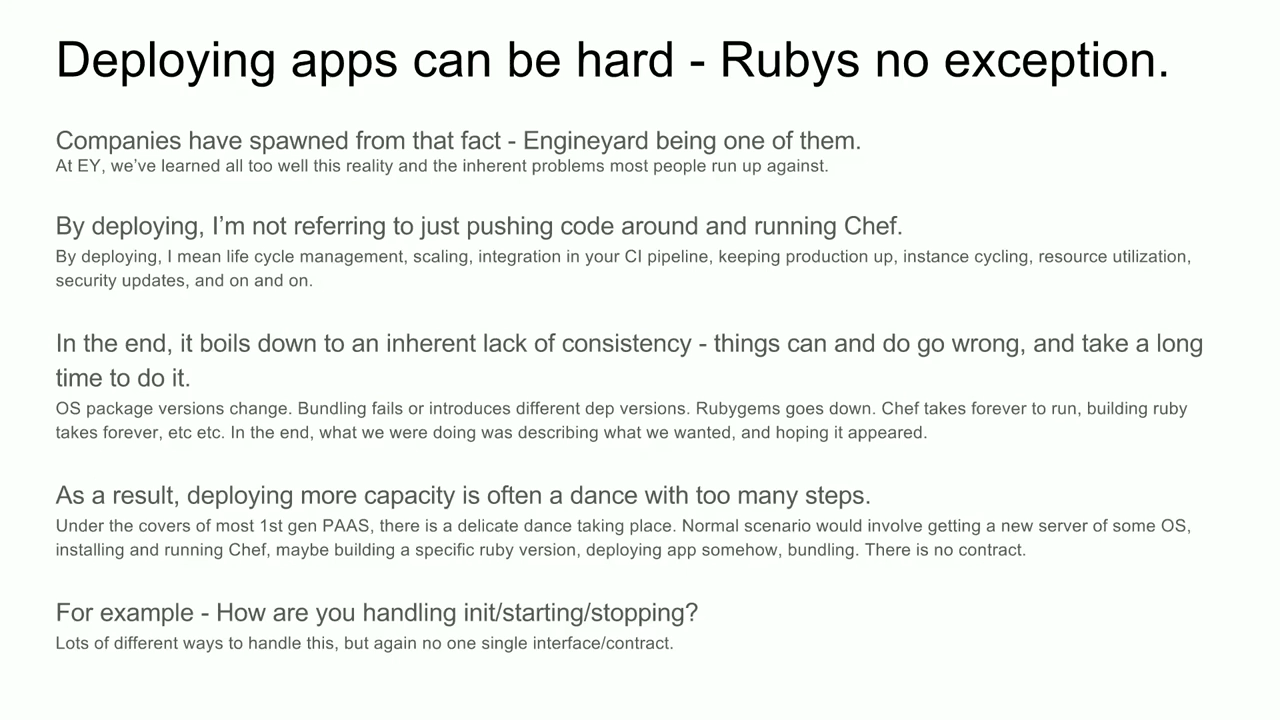 Deploying apps can be hard - Rubys no exception.
Companies have spawned from that fact - Engineyard being one of them.
At EY, we’ve learned all too well this reality and the inherent problems most people run up against.
By deploying, I’m not referring to just pushing code around and running Chef.
By deploying, I mean life cycle management, scaling, integration in your CI pipeline, keeping production up, instance cycling, resource utilization,
security updates, and on and on.
In the end, it boils down to an inherent lack of consistency - things can and do go wrong, and take a long
time to do it.
OS package versions change. Bundling fails or introduces different dep versions. Rubygems goes down. Chef takes forever to run, building ruby
takes forever, etc etc. In the end, what we were doing was describing what we wanted, and hoping it appeared.
As a result, deploying more capacity is often a dance with too many steps.
Under the covers of most 1st gen PAAS, there is a delicate dance taking place. Normal scenario would involve getting a new server of some OS,
installing and running Chef, maybe building a specific ruby version, deploying app somehow, bundling. There is no contract.
For example - How are you handling init/starting/stopping?
Lots of different ways to handle this, but again no one single interface/contract.